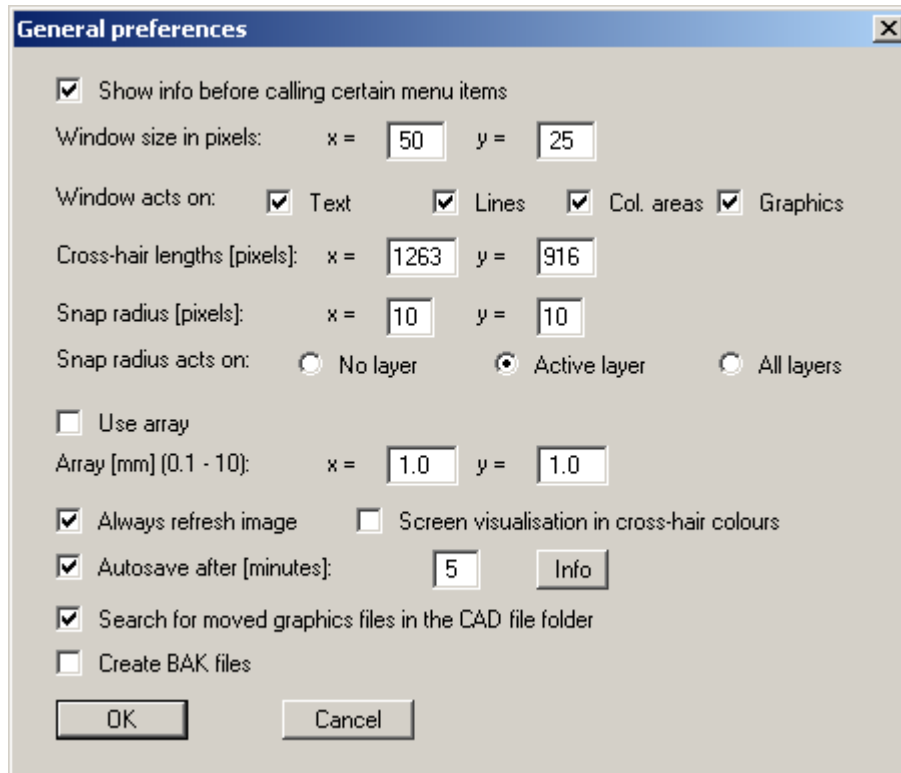 General preferences
Show info before calling certain menu items
Window size in pixels: x = 50 y = 25
Window acts on: Text Lines Col. areas Graphics
Cross-hair lengths [pixels]: x = 1263 y = 916
Snap radius [pixels]: x = 10 y = 10
Snap radius acts on: No layer Active layer All layers
Use array
Array [mm] (0.1 - 10): x = 1.0 y = 1.0
Always refresh image Screen visualisation in cross-hair colours
Autosave after [minutes]: 5 Info
Search for moved graphics files in the CAD file folder
Create BAK files
OK Cancel